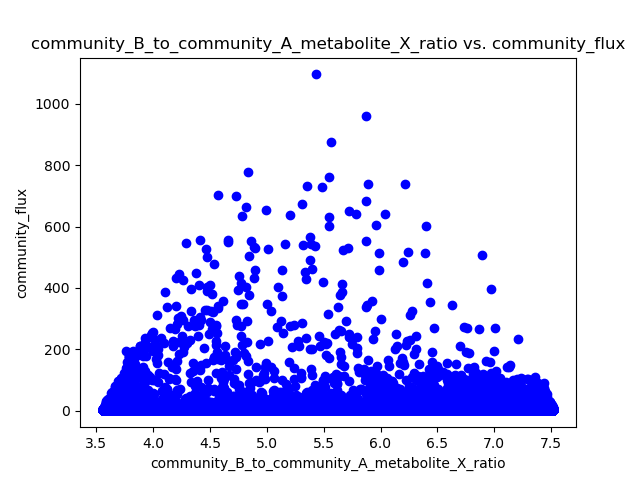 community_B_to_community_A_metabolite_X_ratio vs. community_flux
community_flux
1000
800
600
400
200
0
3.5 4.0 4.5 5.0 5.5 6.0 6.5 7.0 7.5
community_B_to_community_A_metabolite_X_ratio